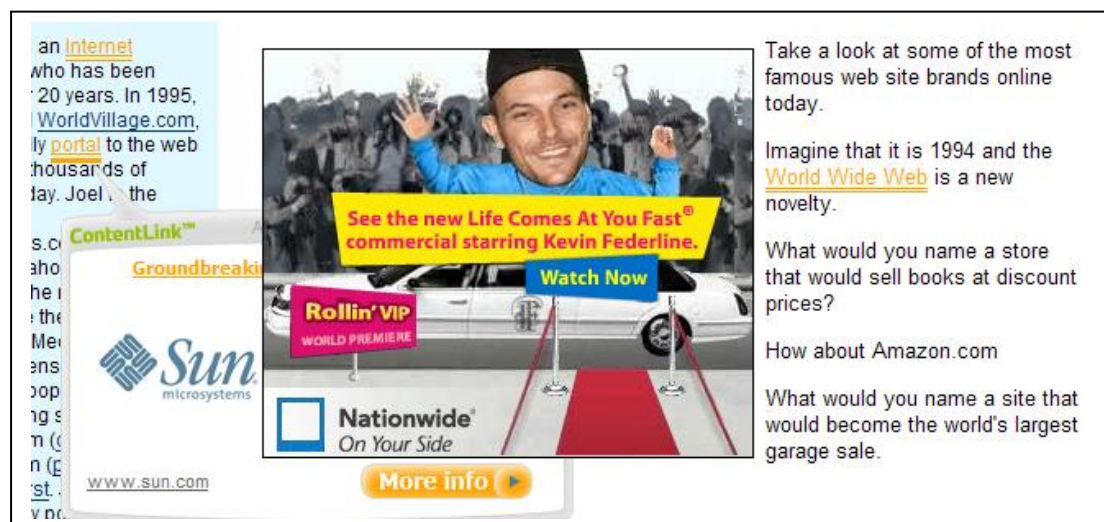 an Internet
who has been
20 years. In 1995,
WorldVillage.com,
ly portal to the web
thousands of
day. Joel is the
ContentLink™
Groundbreaki
Sun
microsystems
www.sun.com
More info
See the new Life Comes At You Fast®
commercial starring Kevin Federline.
Watch Now
Rollin' VIP
WORLD PREMIERE
Nationwide®
On Your Side
Take a look at some of the most
famous web site brands online
today.
Imagine that it is 1994 and the
World Wide Web is a new
novelty.
What would you name a store
that would sell books at discount
prices?
How about Amazon.com
What would you name a site that
would become the world's largest
garage sale.